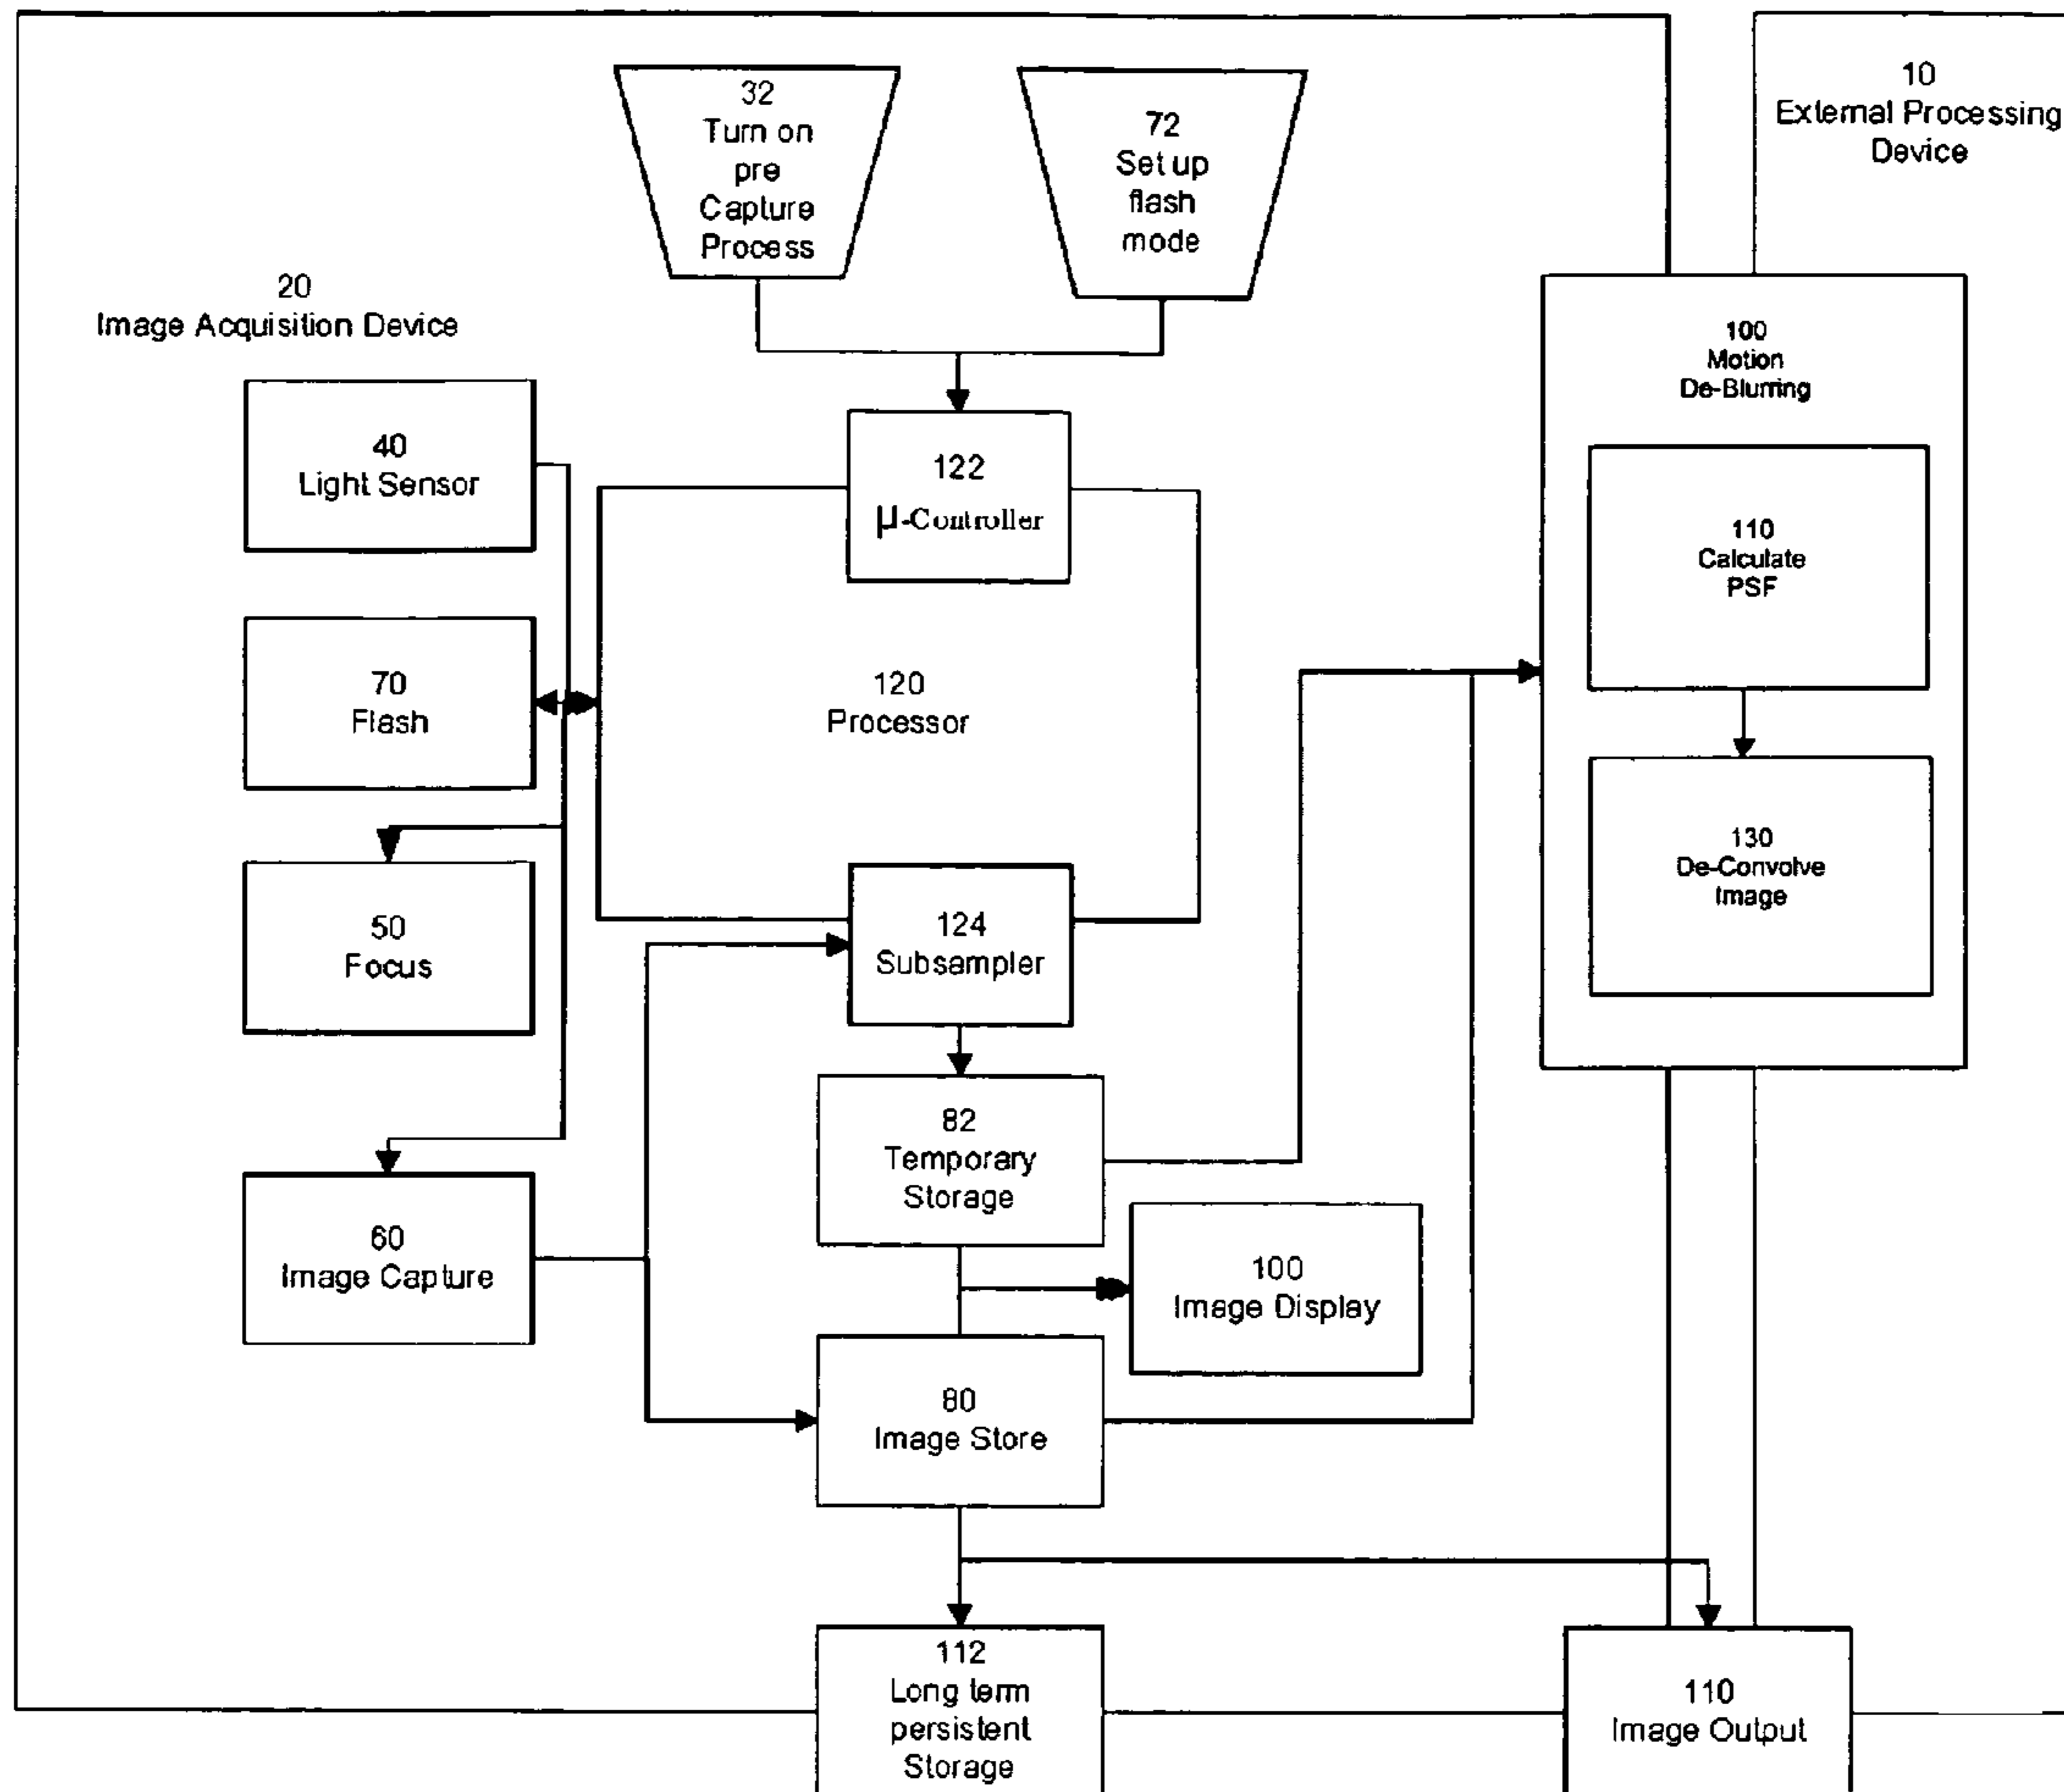 10
External Processing
Device
32
Turn on
pre
Capture
Process
72
Set up
flash
mode
20
Image Acquisition Device
100
Motion
De-Blurring
40
Light Sensor
122
μ-Controller
110
Calculate
PSF
70
Flash
120
Processor
130
De-Convolve
Image
50
Focus
124
Subsampler
82
Temporary
Storage
60
Image Capture
100
Image Display
80
Image Store
112
Long term
persistent
Storage
110
Image Output